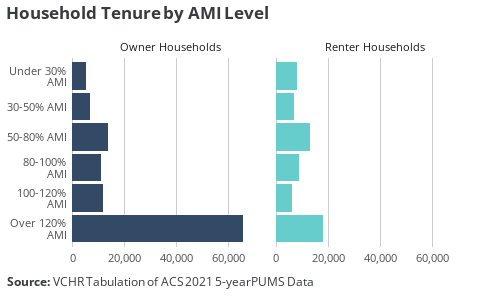 Household Tenure by AMI Level
Owner Households
Renter Households
Under 30%
AMI
30-50% AMI
50-80% AMI
80-100%
AMI
100-120%
AMI
Over 120%
AMI
0 20,000 40,000 60,000
0 20,000 40,000 60,000
Source: VCHR Tabulation of ACS 2021 5-year PUMS Data